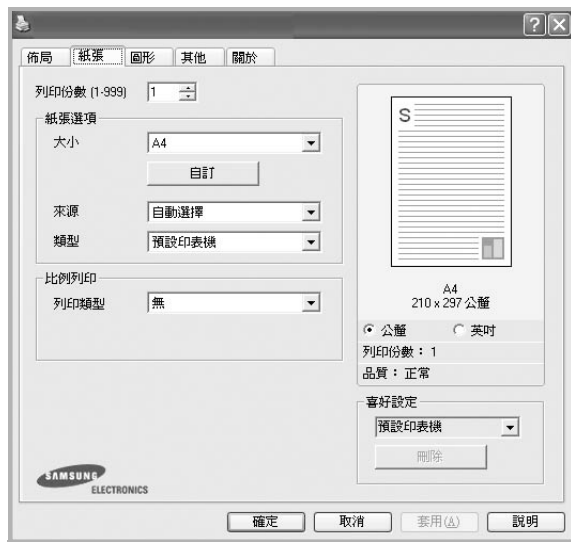 佈局 紙張 圖形 其他 關於
列印份數 (1-999) 1
紙張選項
大小 A4
自訂
來源 自動選擇
類型 預設印表機
比例列印
列印類型 無
S
A4
210 x 297 公釐
公釐 英吋
列印份數：1
品質：正常
喜好設定
預設印表機
刪除
SAMSUNG
ELECTRONICS
確定 取消 套用(A) 說明